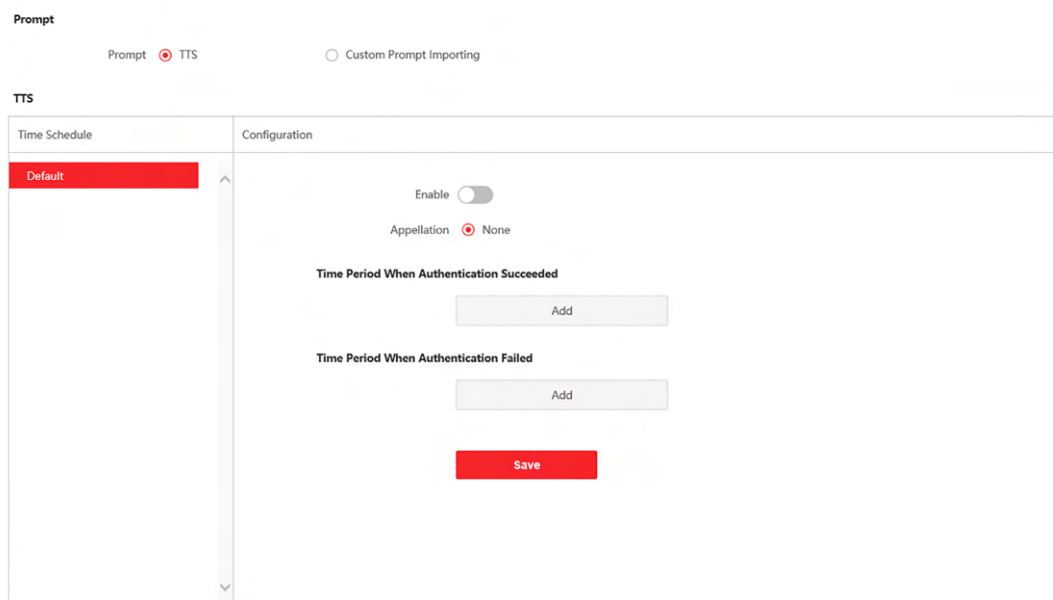 Prompt
Prompt TTS Custom Prompt Importing
TTS
Time Schedule Configuration
Default
Enable
Appellation None
Time Period When Authentication Succeeded
Add
Time Period When Authentication Failed
Add
Save